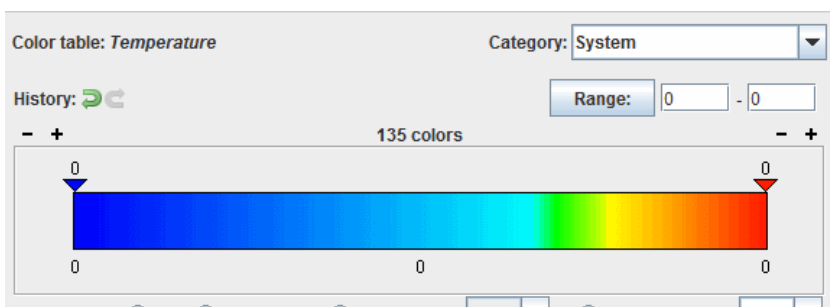 Color table: Temperature
Category: System
History:
Range: 0 - 0
- +
135 colors
- +
0
0
0
0
0